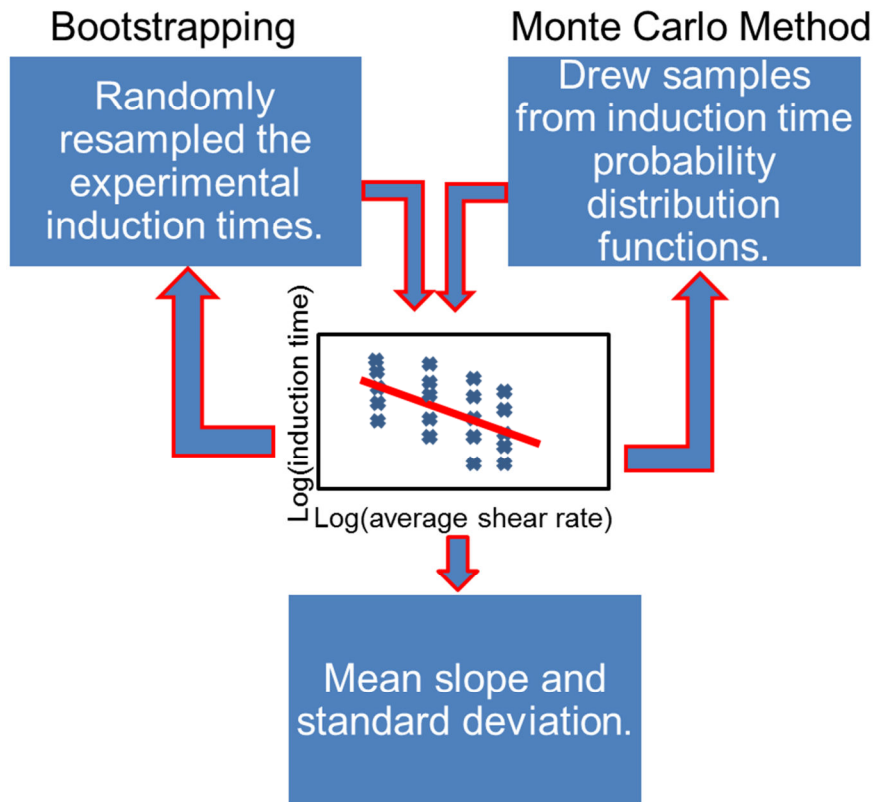 Bootstrapping
Randomly
resampled the
experimental
induction times.
Monte Carlo Method
Drew samples
from induction time
probability
distribution
functions.
Log(induction time)
Log(average shear rate)
Mean slope and
standard deviation.